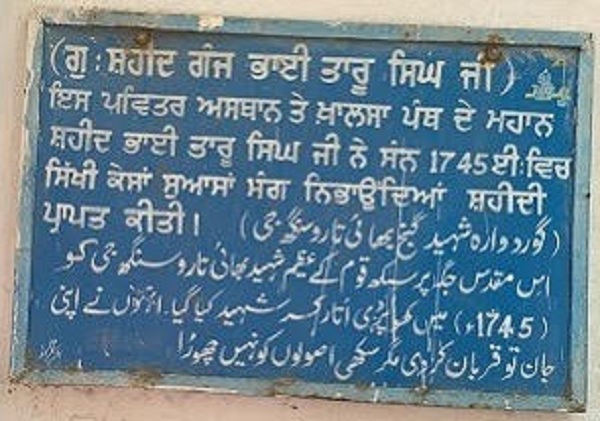 (ਗੁ: ਸ਼ਹੀਦ ਗੰਜ ਭਾਈ ਤਾਰੂ ਸਿੰਘ ਜੀ)
ਇਸ ਪਵਿਤਰ ਅਸਥਾਨ ਤੇ ਖ਼ਾਲਸਾ ਪੰਥ ਦੇ ਮਹਾਨ
ਸ਼ਹੀਦ ਭਾਈ ਤਾਰੂ ਸਿੰਘ ਜੀ ਨੇ ਸੰਨ 1745 ਈ: ਵਿਚ
ਸਿੱਖੀ ਕੇਸਾਂ ਸੁਆਸਾਂ ਸੰਗ ਨਿਭਾਉਂਦਿਆਂ ਸ਼ਹੀਦੀ
ਪ੍ਰਾਪਤ ਕੀਤੀ।
(گوردوارہ شہید گنج بھائی تارو سنگھ جی)
اس مقدس جگہ پر سکھ قوم کے عظیم شہید بھائی تارو سنگھ جی کو
(1745ء) میں کھوپڑی اتار کر شہید کیا گیا۔ انہوں نے اپنی
جان تو قربان کر دی مگر سکھی اصولوں کو نہیں چھوڑا